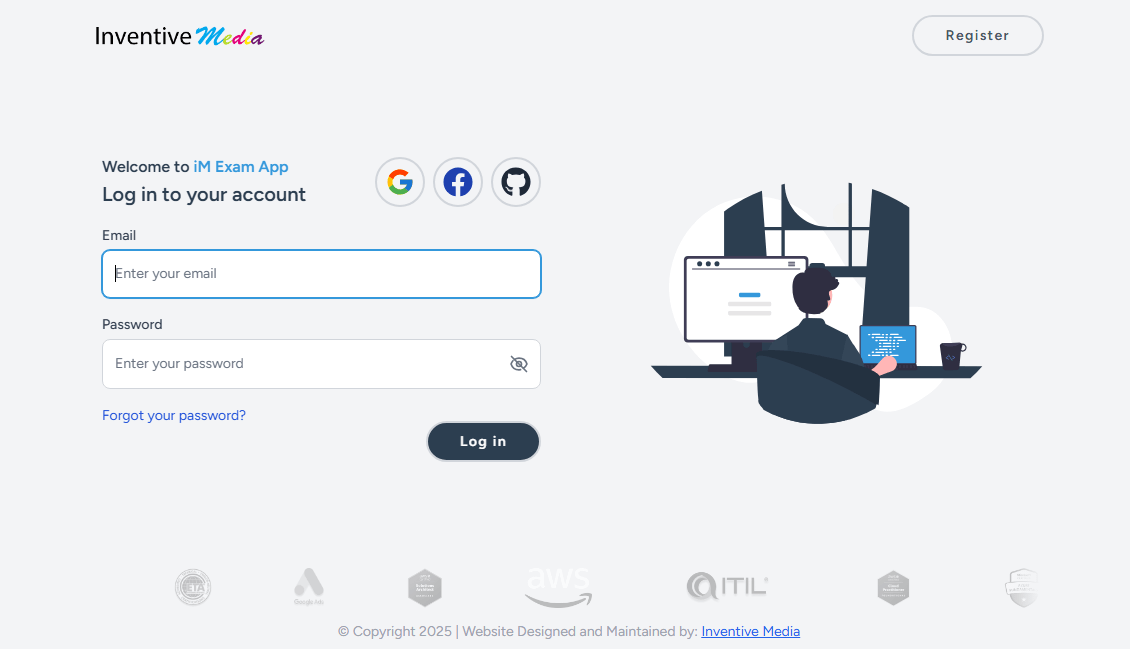 Inventive Media
Register
Welcome to iM Exam App
Log in to your account
Email
Enter your email
Password
Enter your password
Forgot your password?
Log in
Google Ads
aws
ITIL
© Copyright 2025 | Website Designed and Maintained by: Inventive Media